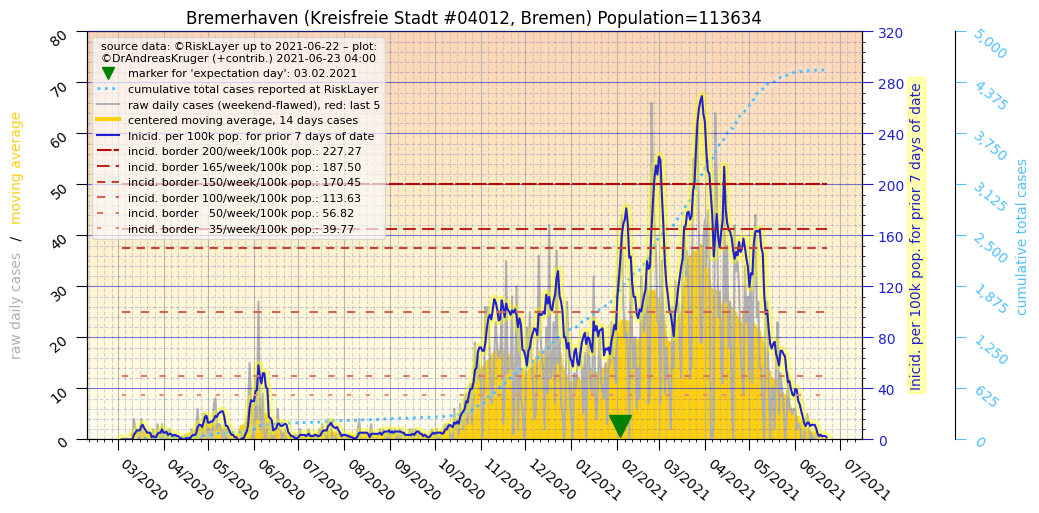 Bremerhaven (Kreisfreie Stadt #04012, Bremen) Population=113634
source data: ©RiskLayer up to 2021-06-22 – plot:
©DrAndreasKruger (+contrib.) 2021-06-23 04:00
marker for 'expectation day': 03.02.2021
cumulative total cases reported at RiskLayer
raw daily cases (weekend-flawed), red: last 5
centered moving average, 14 days cases
Inicid. per 100k pop. for prior 7 days of date
incid. border 200/week/100k pop.: 227.27
incid. border 165/week/100k pop.: 187.50
incid. border 150/week/100k pop.: 170.45
incid. border 100/week/100k pop.: 113.63
incid. border   50/week/100k pop.: 56.82
incid. border   35/week/100k pop.: 39.77
raw daily cases / moving average
80
70
60
50
40
30
20
10
0
320
280
240
200
160
120
80
40
0
Inicid. per 100k pop. for prior 7 days of date
5,000
4,375
3,750
3,125
2,500
1,875
1,250
625
0
cumulative total cases
03/2020
04/2020
05/2020
06/2020
07/2020
08/2020
09/2020
10/2020
11/2020
12/2020
01/2021
02/2021
03/2021
04/2021
05/2021
06/2021
07/2021